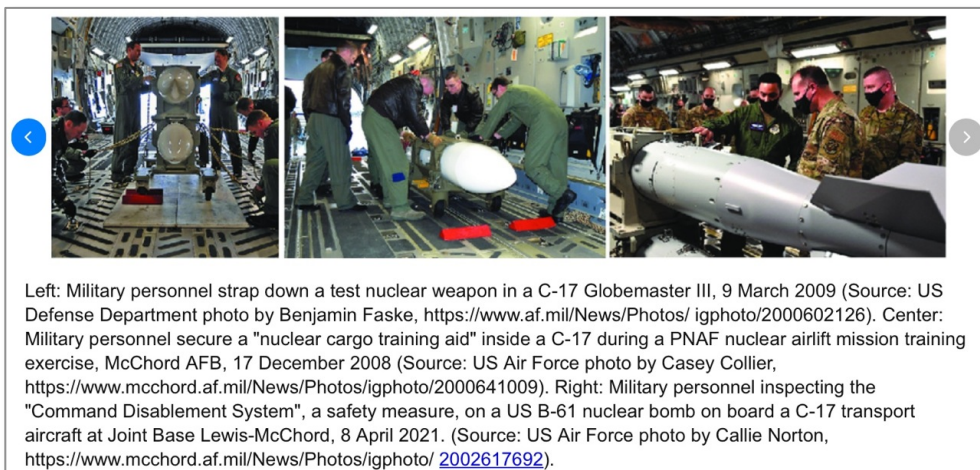 Left: Military personnel strap down a test nuclear weapon in a C-17 Globemaster III, 9 March 2009 (Source: US
Defense Department photo by Benjamin Faske, https://www.af.mil/News/Photos/ igphoto/2000602126). Center:
Military personnel secure a "nuclear cargo training aid" inside a C-17 during a PNAF nuclear airlift mission training
exercise, McChord AFB, 17 December 2008 (Source: US Air Force photo by Casey Collier,
https://www.mcchord.af.mil/News/Photos/igphoto/2000641009). Right: Military personnel inspecting the
"Command Disablement System", a safety measure, on a US B-61 nuclear bomb on board a C-17 transport
aircraft at Joint Base Lewis-McChord, 8 April 2021. (Source: US Air Force photo by Callie Norton,
https://www.mcchord.af.mil/News/Photos/igphoto/ 2002617692).